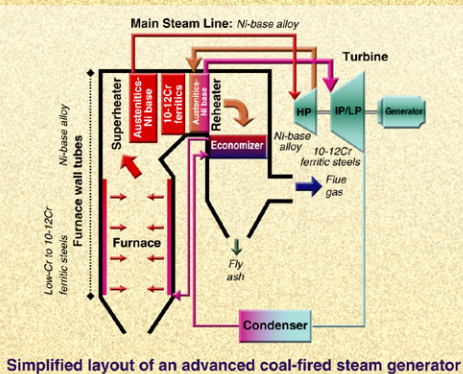 Main Steam Line: Ni-base alloy
Turbine
Superheater
Austenitics-
Ni base
10-12Cr
ferritics
Austenitics-
Ni base
Reheater
HP
IP/LP
Generator
Ni-base
alloy
10-12Cr
ferritic steels
Economizer
Flue
gas
Furnace wall tubes
Ni-base alloy
Low-Cr to 10-12Cr
ferritic steels
Furnace
Fly
ash
Condenser
Simplified layout of an advanced coal-fired steam generator